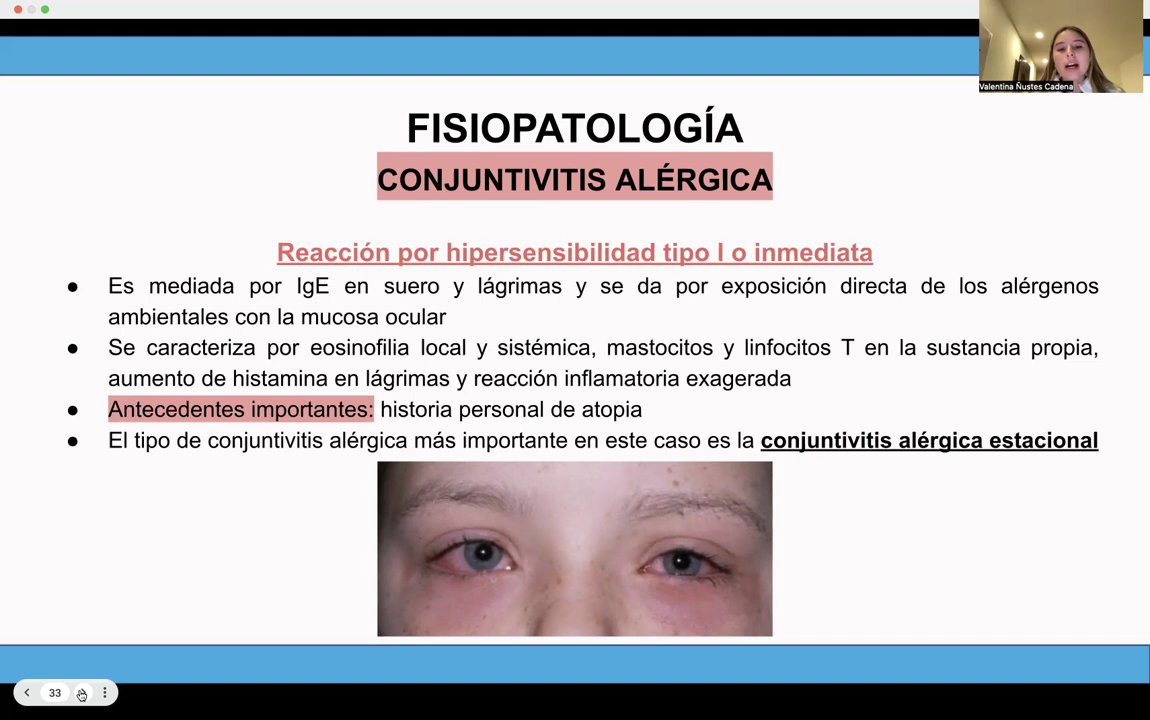 Valentina Ñustes Cadena
FISIOPATOLOGÍA
CONJUNTIVITIS ALÉRGICA
Reacción por hipersensibilidad tipo I o inmediata
● Es mediada por IgE en suero y lágrimas y se da por exposición directa de los alérgenos
ambientales con la mucosa ocular
● Se caracteriza por eosinofilia local y sistémica, mastocitos y linfocitos T en la sustancia propia,
aumento de histamina en lágrimas y reacción inflamatoria exagerada
● Antecedentes importantes: historia personal de atopia
● El tipo de conjuntivitis alérgica más importante en este caso es la conjuntivitis alérgica estacional
33